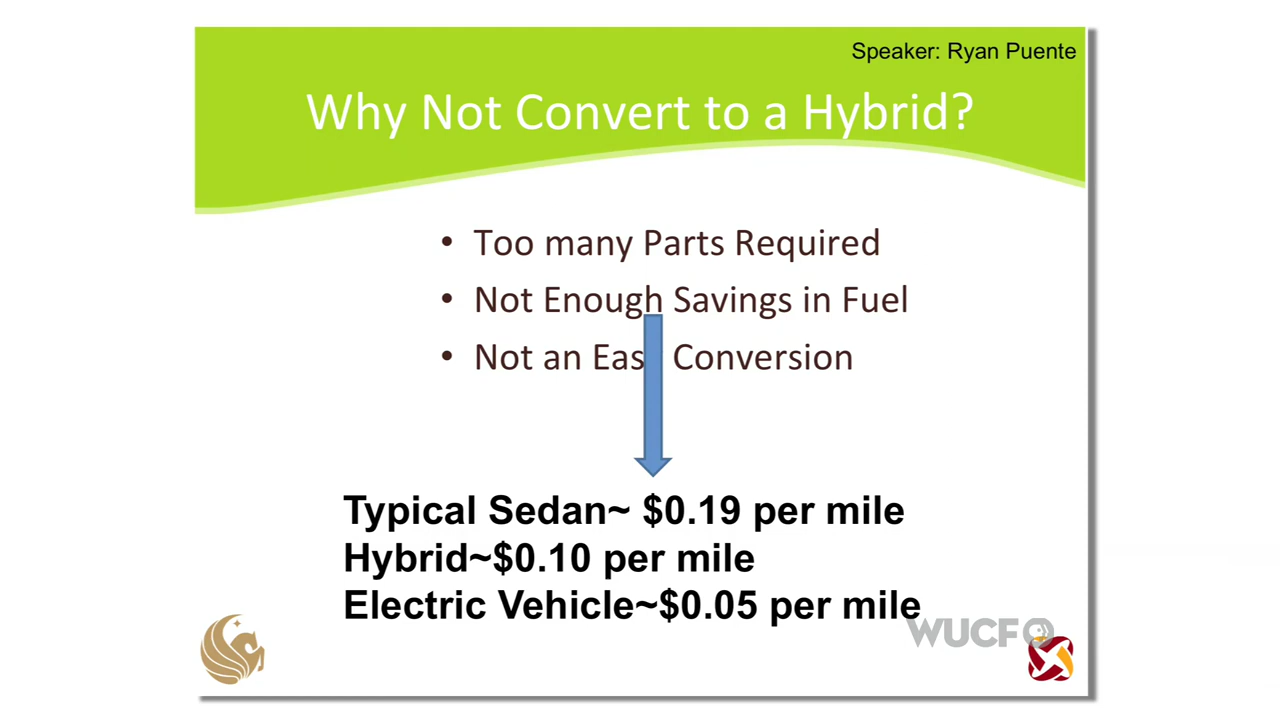 Speaker: Ryan Puente
Why Not Convert to a Hybrid?
• Too many Parts Required
• Not Enough Savings in Fuel
• Not an Easy Conversion
Typical Sedan~ $0.19 per mile
Hybrid~$0.10 per mile
Electric Vehicle~$0.05 per mile
WUCF